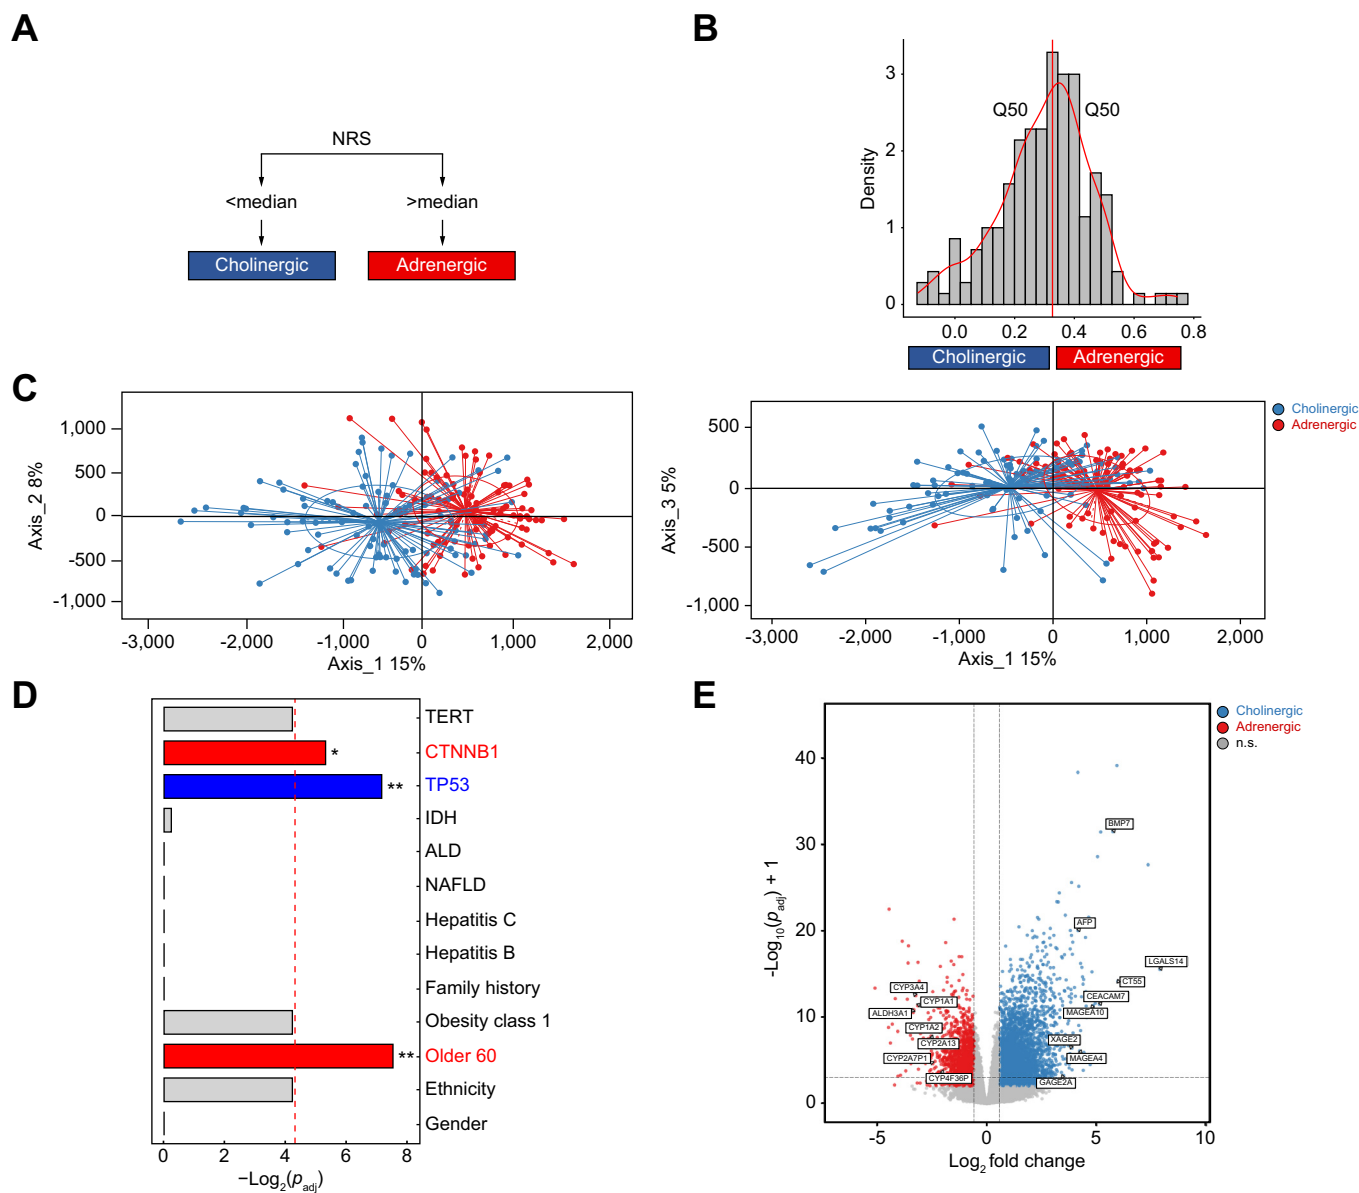 A
NRS
<median
>median
Cholinergic
Adrenergic
B
Density
3
2
1
0
Q50
Q50
0.0
0.2
0.4
0.6
0.8
Cholinergic
Adrenergic
C
Axis_2 8%
1,000
500
0
-500
-1,000
-3,000
-2,000
-1,000
0
1,000
2,000
Axis_1 15%
Axis_3 5%
500
0
-500
-1,000
-3,000
-2,000
-1,000
0
1,000
2,000
Axis_1 15%
Cholinergic
Adrenergic
D
TERT
* CTNNB1
** TP53
IDH
ALD
NAFLD
Hepatitis C
Hepatitis B
Family history
Obesity class 1
** Older 60
Ethnicity
Gender
0
2
4
6
8
−Log2(padj)
E
Cholinergic
Adrenergic
n.s.
-Log10(padj) + 1
40
30
20
10
0
BMP7
AFP
LGALS14
CT55
CEACAM7
MAGEA10
XAGE2
MAGEA4
GAGE2A
CYP3A4
CYP1A1
ALDH3A1
CYP1A2
CYP2A13
CYP2A7P1
CYP4F36P
-5
0
5
10
Log2 fold change